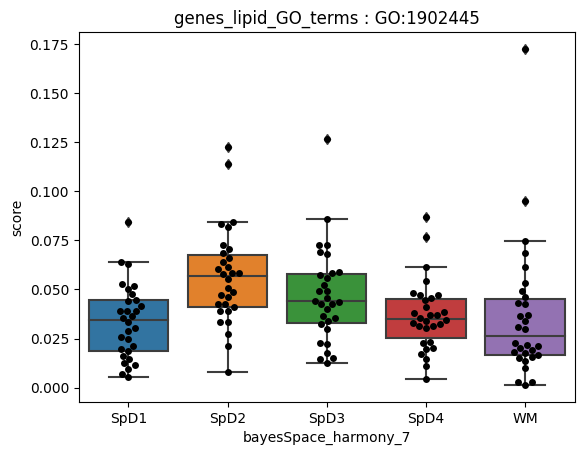 genes_lipid_GO_terms : GO:1902445
0.175
0.150
0.125
0.100
0.075
0.050
0.025
0.000
score
SpD1 SpD2 SpD3 SpD4 WM
bayesSpace_harmony_7